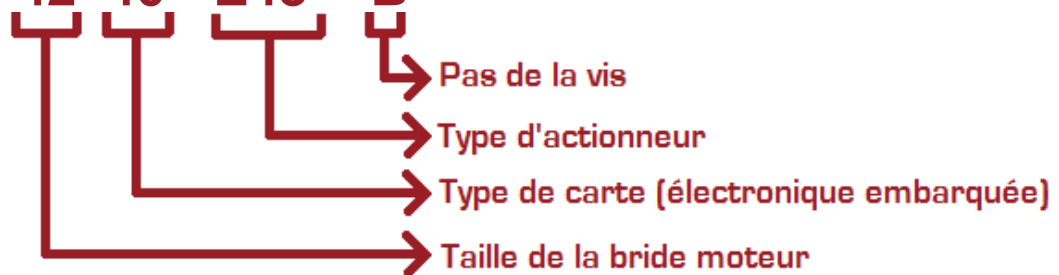 Pas de la vis
Type d'actionneur
Type de carte (électronique embarquée)
Taille de la bride moteur